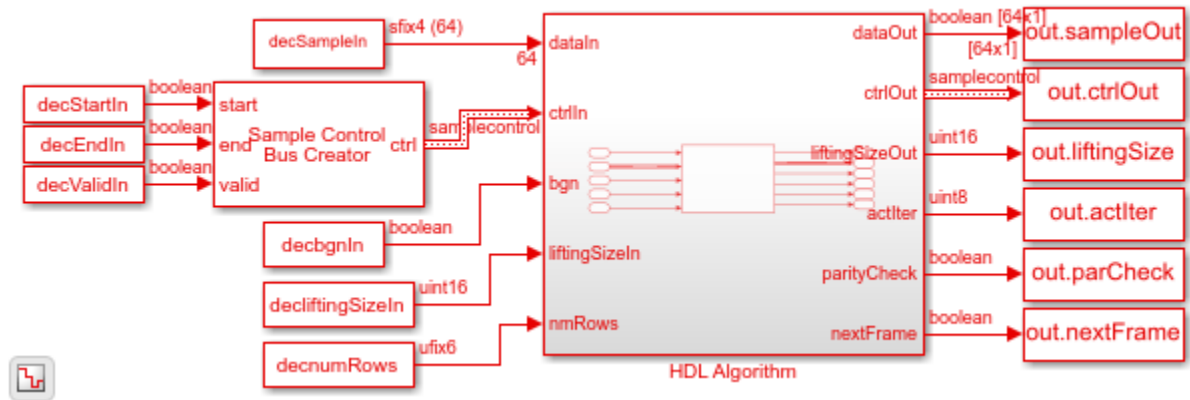 decSampleIn
sfix4 (64)
64
decStartIn
boolean
decEndIn
boolean
decValidIn
boolean
start
end
valid
Sample Control
Bus Creator
ctrl
samplecontrol
decbgnIn
boolean
decliftingSizeIn
uint16
decnumRows
ufix6
dataIn
ctrlIn
bgn
liftingSizeIn
nmRows
dataOut
ctrlOut
liftingSizeOut
actIter
parityCheck
nextFrame
HDL Algorithm
boolean [64x1]
[64x1]
out.sampleOut
samplecontrol
out.ctrlOut
uint16
out.liftingSize
uint8
out.actIter
boolean
out.parCheck
boolean
out.nextFrame